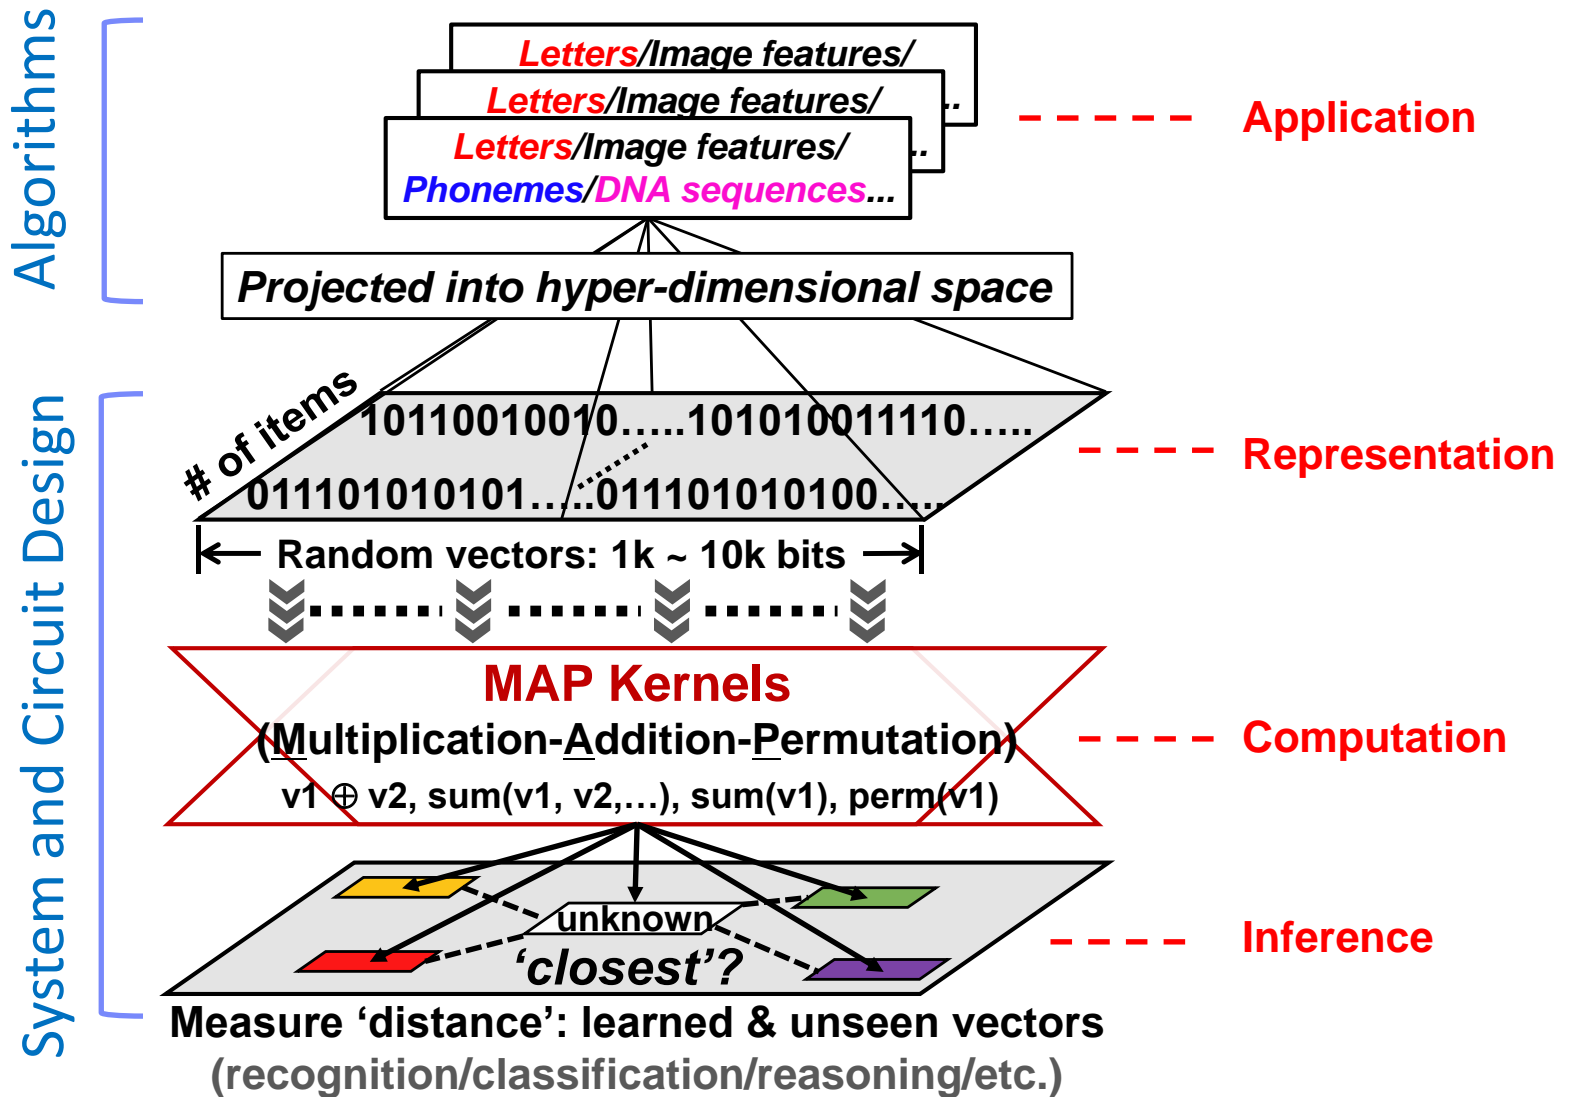 Algorithms
Letters/Image features/
...
Letters/Image features/
...
Letters/Image features/
Phonemes/DNA sequences...
Application
Projected into hyper-dimensional space
System and Circuit Design
# of items
10110010010.....101010011110.....
011101010101.....011101010100.....
Representation
Random vectors: 1k ~ 10k bits
MAP Kernels
(Multiplication-Addition-Permutation)
v1 ⊕ v2, sum(v1, v2,...), sum(v1), perm(v1)
Computation
unknown
‘closest’?
Inference
Measure ‘distance’: learned & unseen vectors
(recognition/classification/reasoning/etc.)